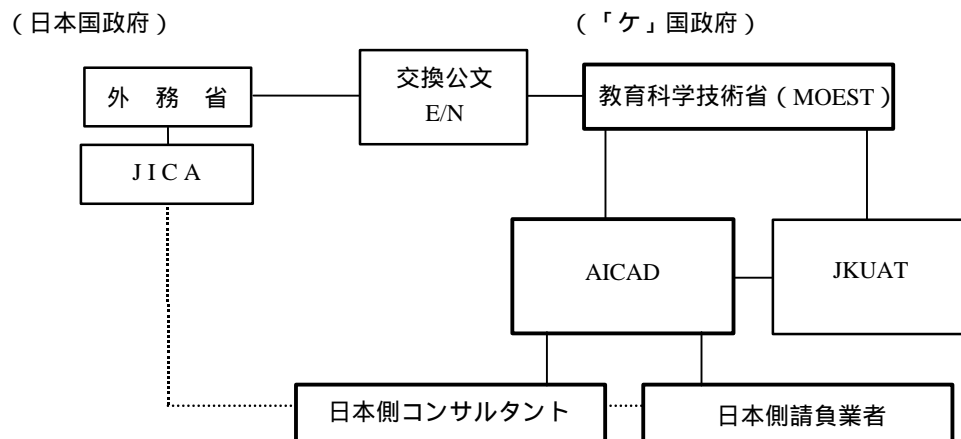 (日本国政府)
(「ケ」国政府)
外 務 省
交換公文
E/N
教育科学技術省(MOEST)
J I C A
AICAD
JKUAT
日本側コンサルタント
日本側請負業者